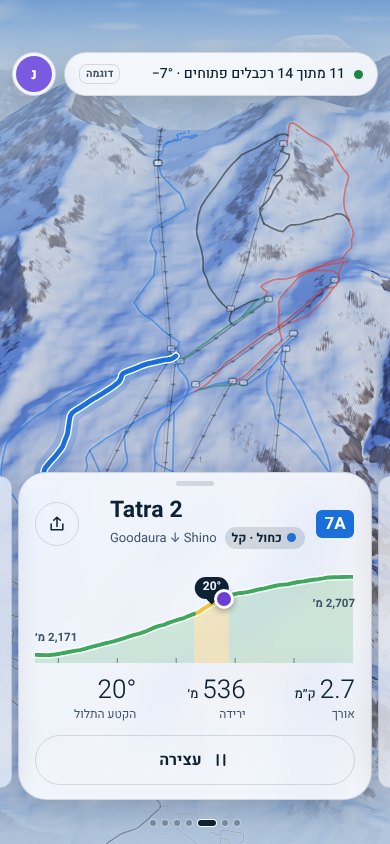 11 מתוך 14 רכבלים פתוחים · 7°−
דוגמה
נ
Tatra 2
7A
כחול · קל
Goodaura ↓ Shino
20°
2,707 מ׳
2,171 מ׳
2.7 ק״מ
אורך
536 מ׳
ירידה
20°
הקטע התלול
עצירה